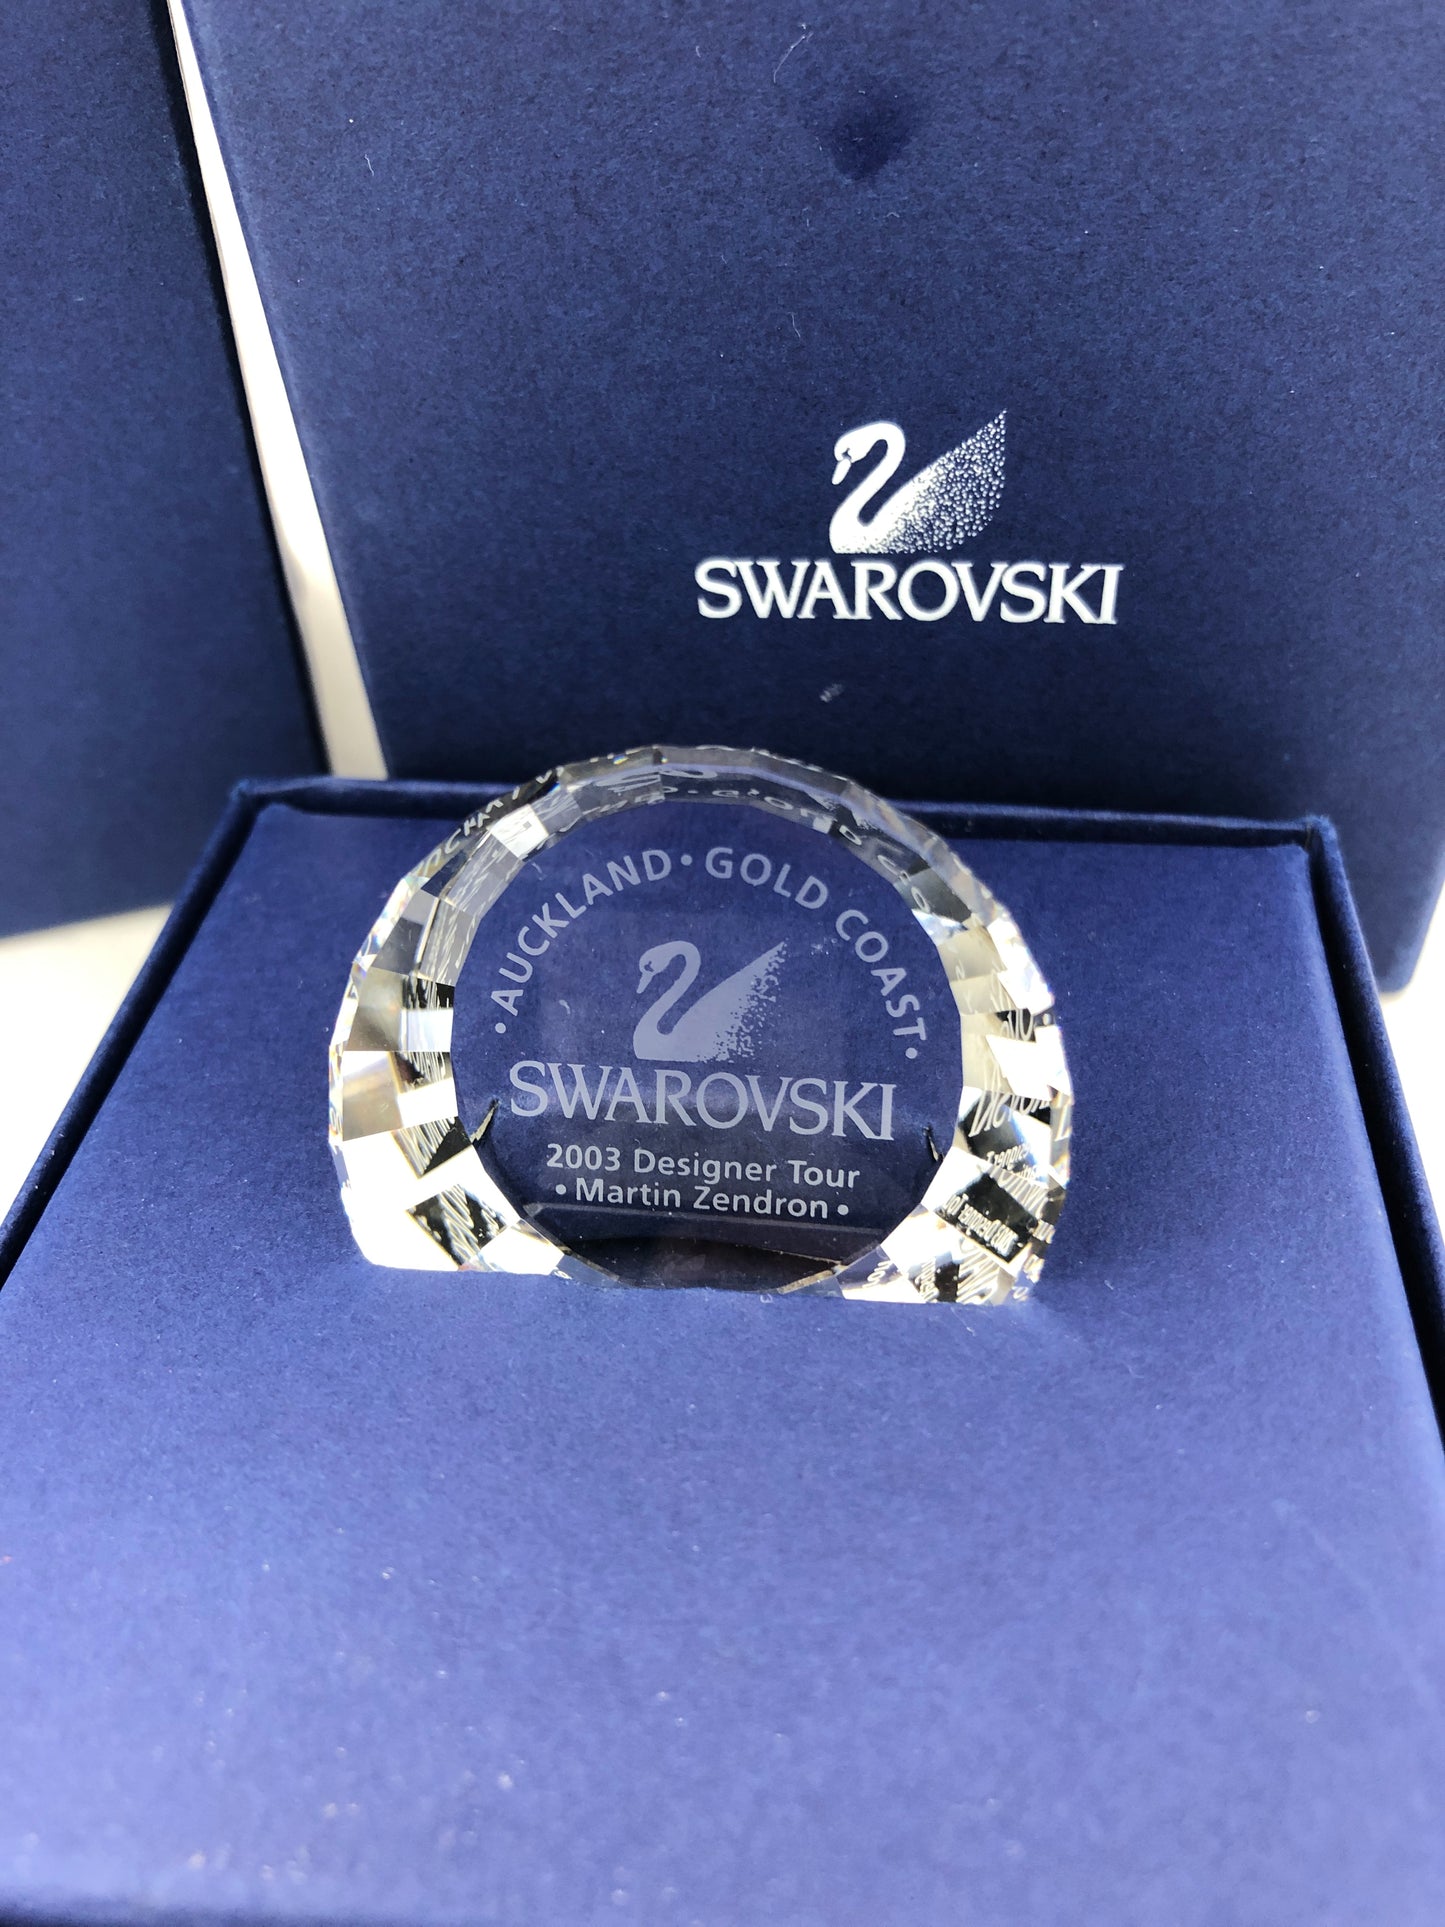 SWAROVSKI
• AUCKLAND • GOLD COAST •
SWAROVSKI
2003 Designer Tour
• Martin Zendron •